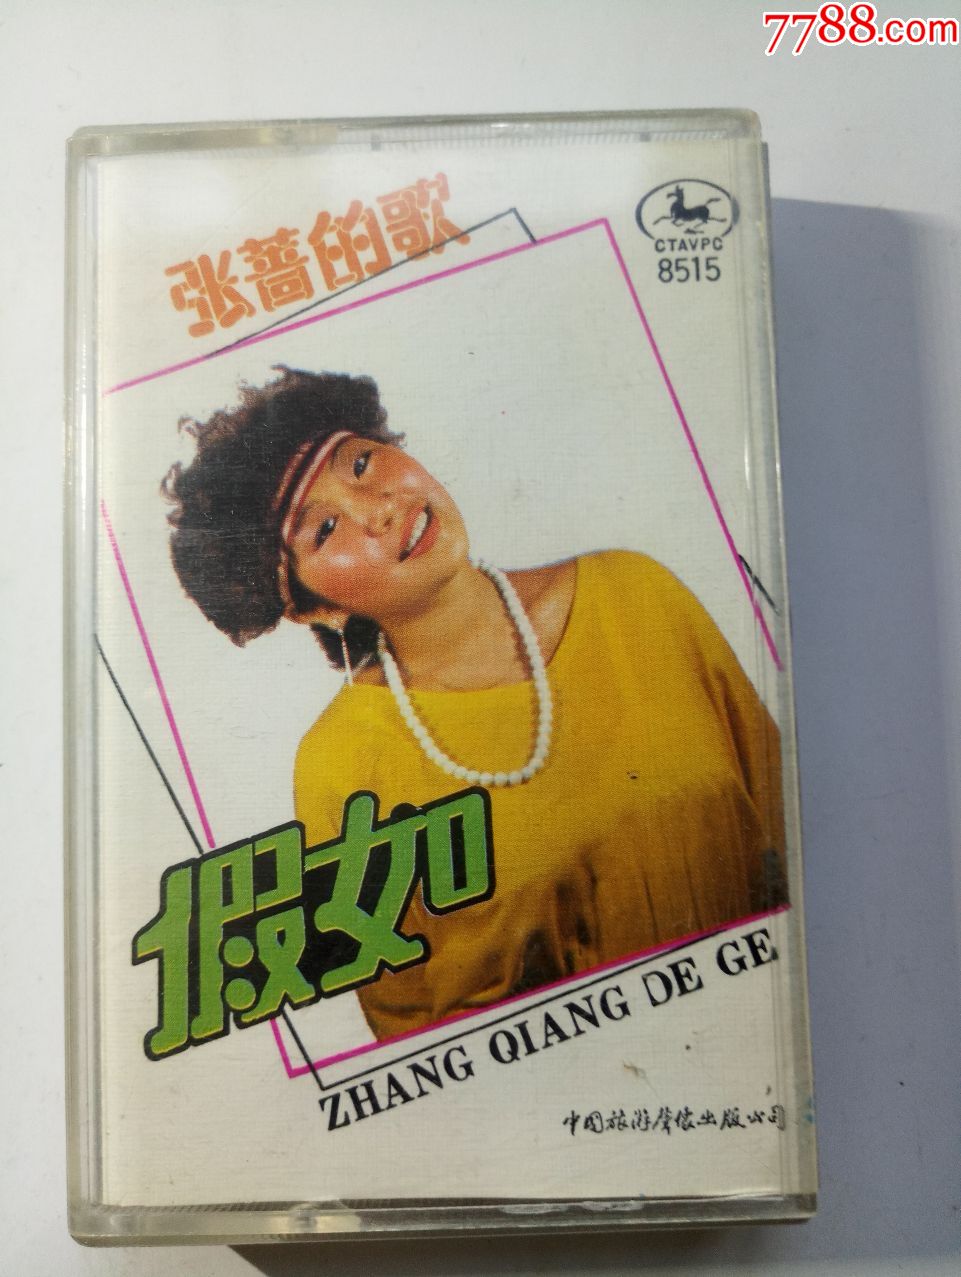 7788.com
张蔷的歌
CTAVPC
8515
假如
ZHANG QIANG DE GE
中国旅游声像出版公司